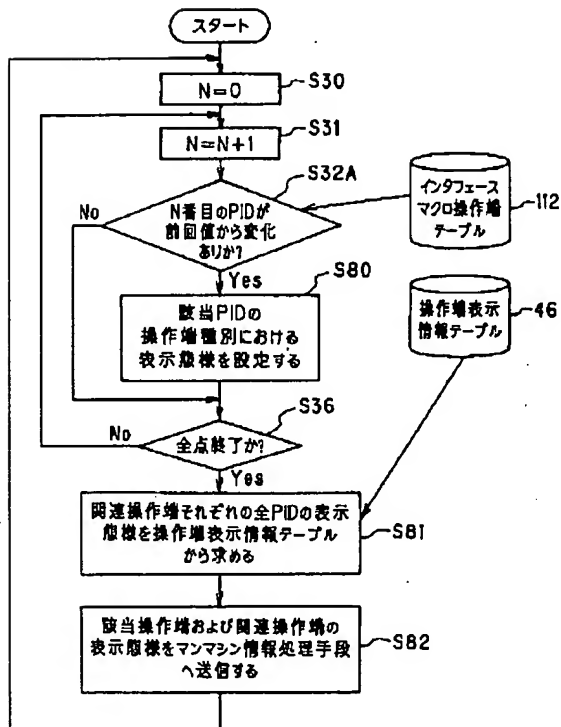 スタート
S30
N=0
S31
N=N+1
S32A
N番目のPIDが
前回値から変化
ありか?
No
Yes
インタフェース
マクロ操作端
テーブル
112
S80
該当PIDの
操作端種別における
表示態様を設定する
操作端表示
情報テーブル
46
S36
全点終了か?
No
Yes
関連操作端それぞれの全PIDの表示
態様を操作端表示情報テーブル
から求める
S81
該当操作端および関連操作端の
表示態様をマンマシン情報処理手段
へ送信する
S82